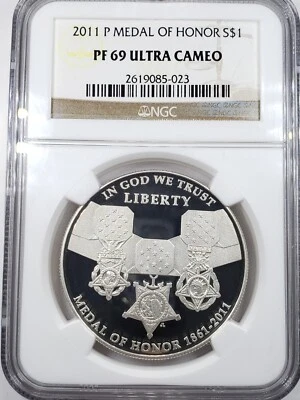 2011 P MEDAL OF HONOR S$1
PF 69 ULTRA CAMEO
2619085-023
NGC
IN GOD WE TRUST
LIBERTY
MEDAL OF HONOR 1861-2011